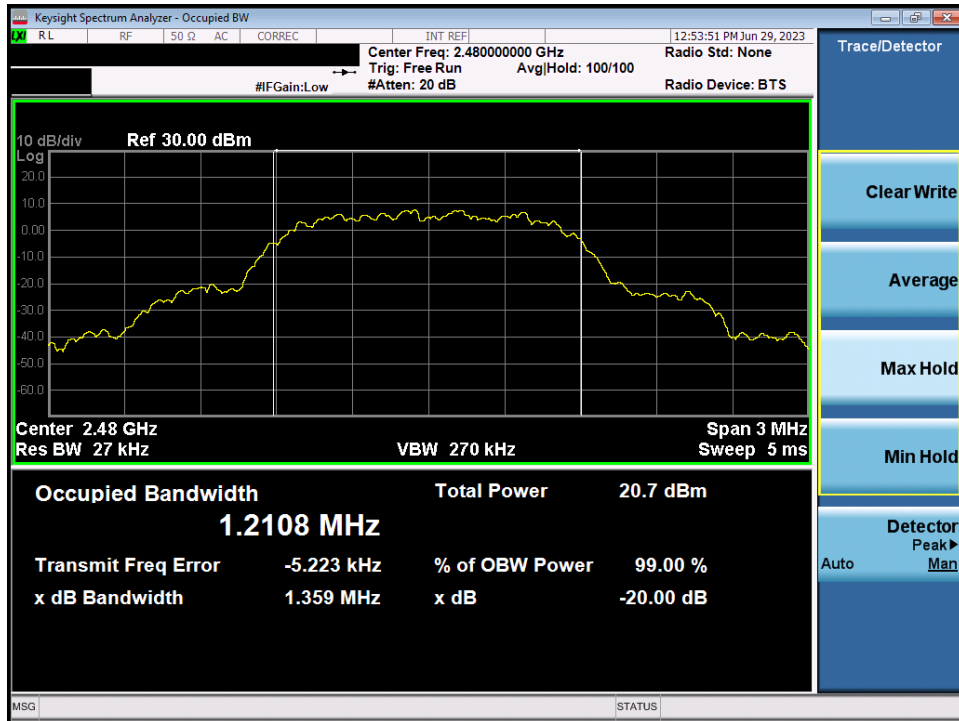 Keysight Spectrum Analyzer - Occupied BW
LXI RL RF 50 Ω AC CORREC INT REF 12:53:51 PM Jun 29, 2023
Center Freq: 2.480000000 GHz Radio Std: None
Trig: Free Run Avg|Hold: 100/100
#IFGain:Low #Atten: 20 dB Radio Device: BTS
10 dB/div Ref 30.00 dBm
Log
20.0
10.0
0.00
-10.0
-20.0
-30.0
-40.0
-50.0
-60.0
Center 2.48 GHz Span 3 MHz
Res BW 27 kHz VBW 270 kHz Sweep 5 ms
Occupied Bandwidth Total Power 20.7 dBm
1.2108 MHz
Transmit Freq Error -5.223 kHz % of OBW Power 99.00 %
x dB Bandwidth 1.359 MHz x dB -20.00 dB
MSG STATUS
Trace/Detector
Clear Write
Average
Max Hold
Min Hold
Detector
Peak▶
Auto Man